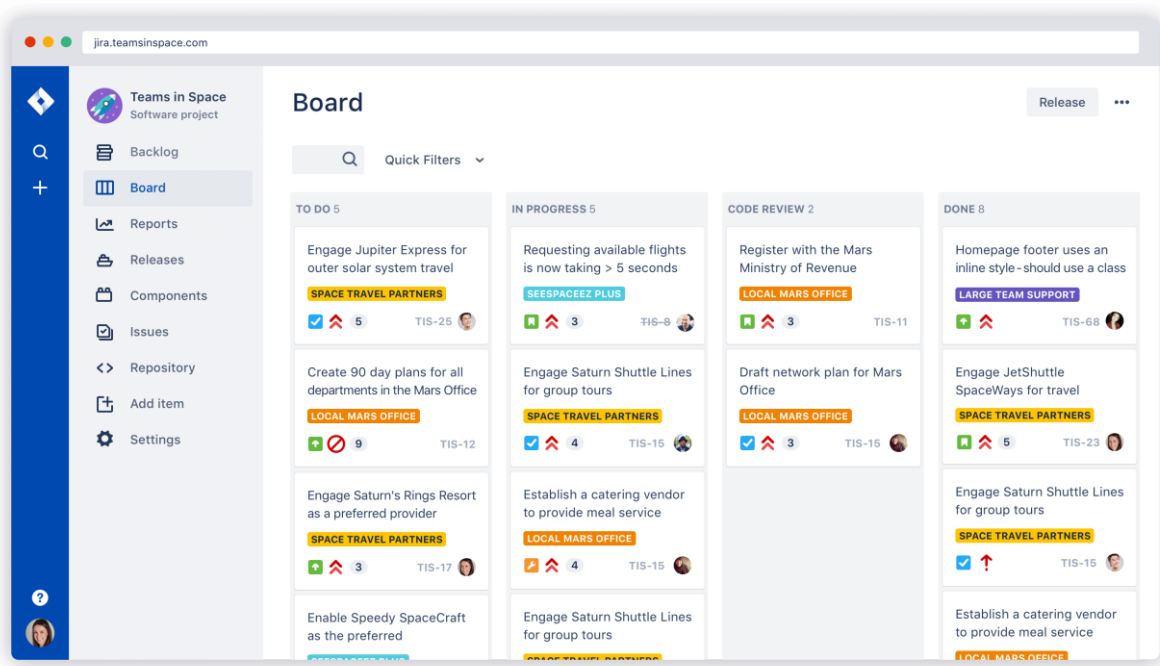 jira.teamsinspace.com
Teams in Space
Software project
Backlog
Board
Reports
Releases
Components
Issues
Repository
Add item
Settings
?
Board
Release
Quick Filters
TO DO 5
Engage Jupiter Express for
outer solar system travel
SPACE TRAVEL PARTNERS
5
TIS-25
Create 90 day plans for all
departments in the Mars Office
LOCAL MARS OFFICE
9
TIS-12
Engage Saturn's Rings Resort
as a preferred provider
SPACE TRAVEL PARTNERS
3
TIS-17
Enable Speedy SpaceCraft
as the preferred
SEESPACEEZ PLUS
IN PROGRESS 5
Requesting available flights
is now taking > 5 seconds
SEESPACEEZ PLUS
3
TIS-8
Engage Saturn Shuttle Lines
for group tours
SPACE TRAVEL PARTNERS
4
TIS-15
Establish a catering vendor
to provide meal service
LOCAL MARS OFFICE
4
TIS-15
Engage Saturn Shuttle Lines
for group tours
SPACE TRAVEL PARTNERS
CODE REVIEW 2
Register with the Mars
Ministry of Revenue
LOCAL MARS OFFICE
3
TIS-11
Draft network plan for Mars
Office
LOCAL MARS OFFICE
3
TIS-15
DONE 8
Homepage footer uses an
inline style-should use a class
LARGE TEAM SUPPORT
TIS-68
Engage JetShuttle
SpaceWays for travel
SPACE TRAVEL PARTNERS
5
TIS-23
Engage Saturn Shuttle Lines
for group tours
SPACE TRAVEL PARTNERS
TIS-15
Establish a catering vendor
to provide meal service
LOCAL MARS OFFICE